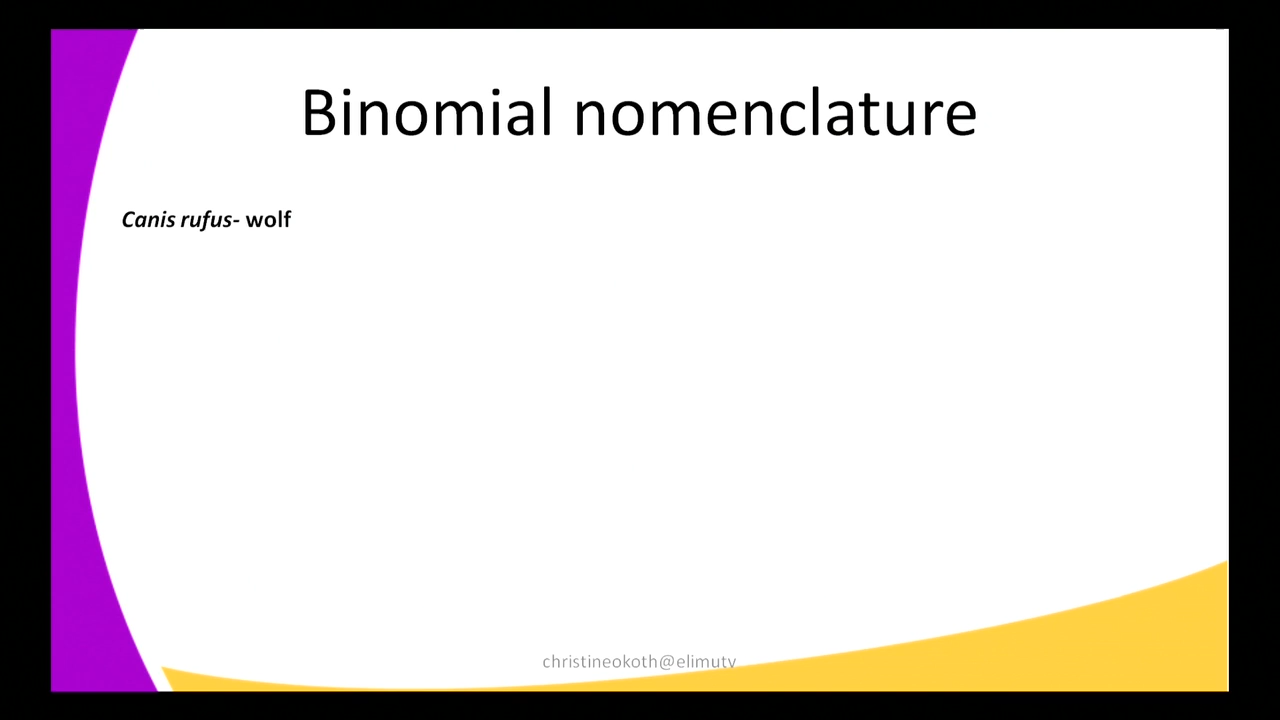 Binomial nomenclature
Canis rufus- wolf
christineokoth@elimutv